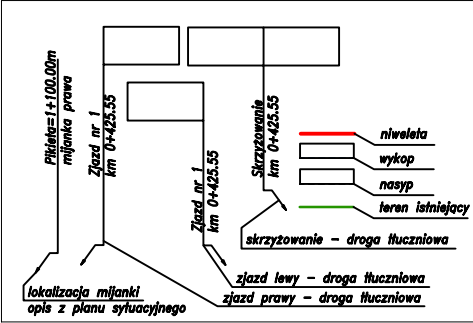 Pikieta=1+100.00m
mijanka prawa
Zjazd nr 1
km 0+425.55
Zjazd nr 1
km 0+425.55
Skrzyżowanie
km 0+425.55
niweleta
wykop
nasyp
teren istniejący
skrzyżowanie – droga tłuczniowa
zjazd lewy – droga tłuczniowa
zjazd prawy – droga tłuczniowa
lokalizacja mijanki
opis z planu sytuacyjnego